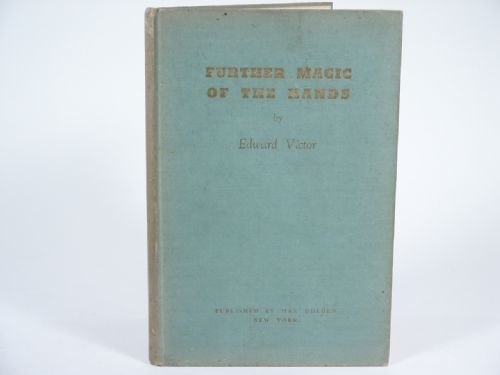 FURTHER MAGIC
OF THE HANDS
by
Edward Victor
PUBLISHED BY MAX HOLDEN
NEW YORK